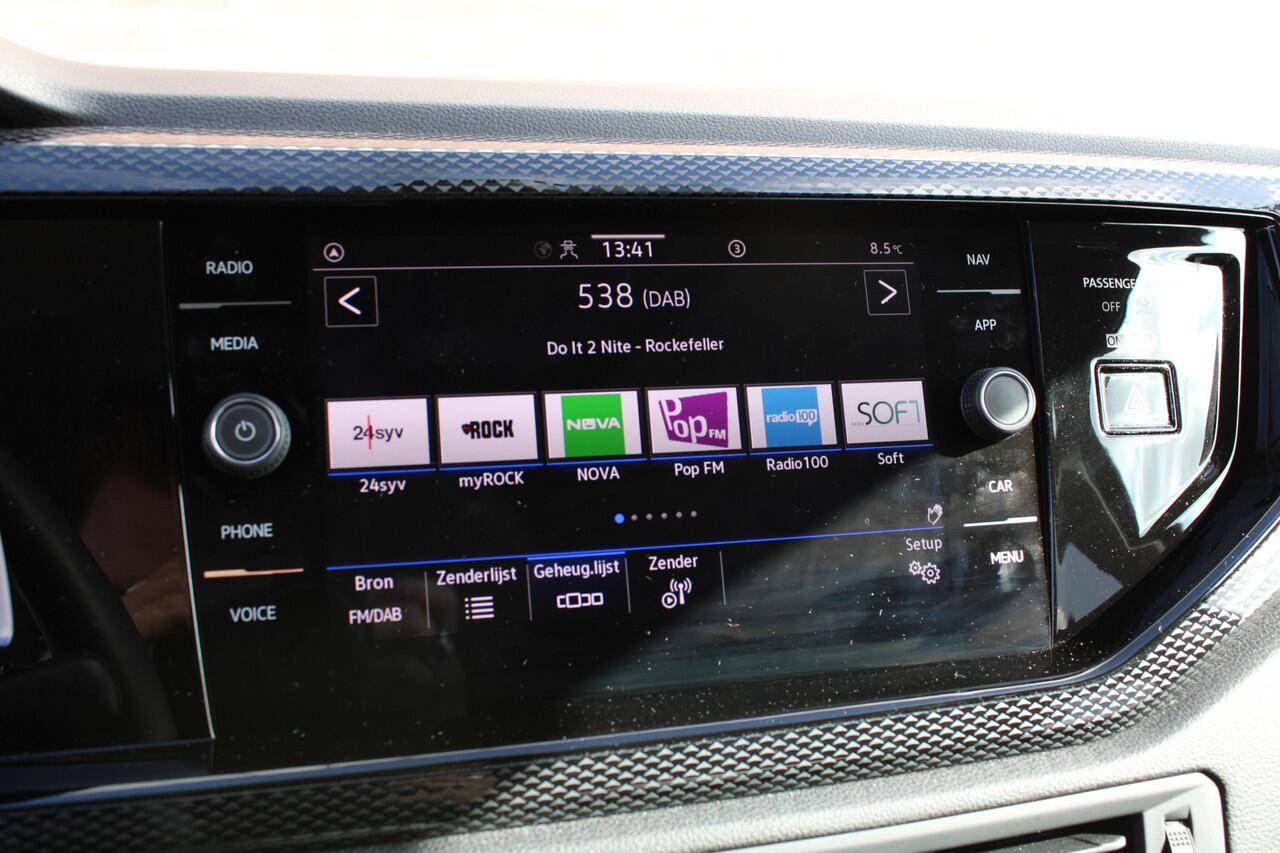 RADIO
MEDIA
PHONE
VOICE
13:41
3
8.5°C
538 (DAB)
Do It 2 Nite - Rockefeller
24syv
ROCK
NOVA
Pop FM
radio100
SOFT
24syv
myROCK
NOVA
Pop FM
Radio100
Soft
Bron
FM/DAB
Zenderlijst
Geheug.lijst
Zender
Setup
NAV
APP
CAR
MENU
OFF